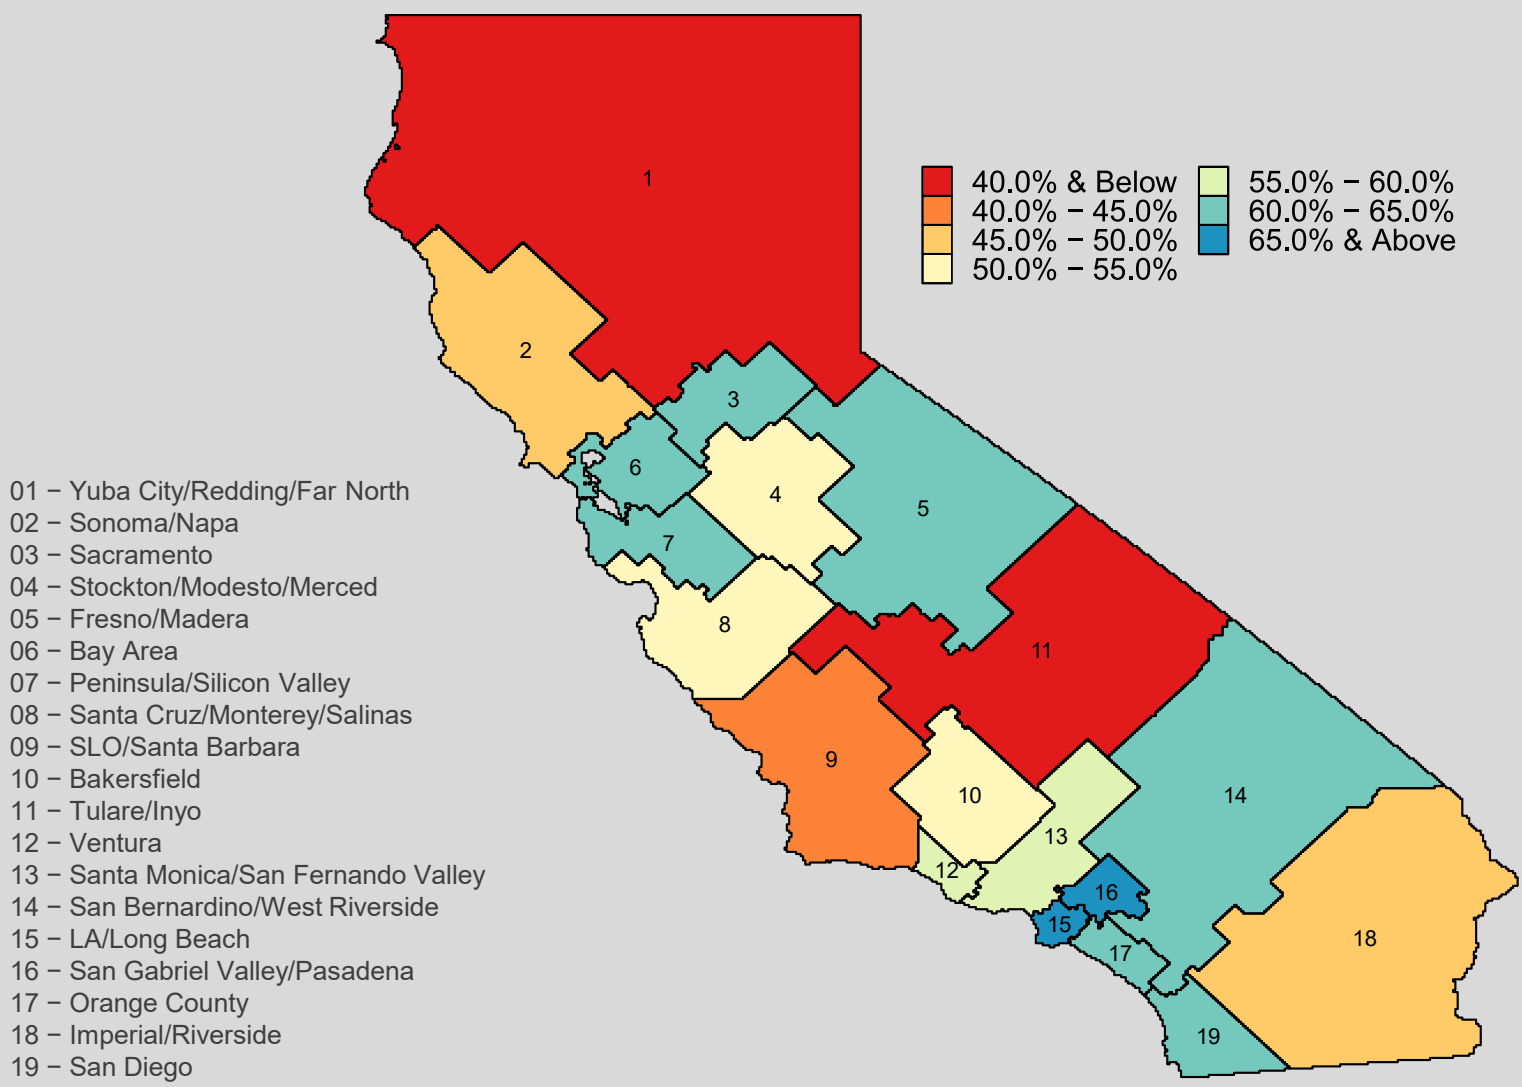 1
40.0% & Below
40.0% − 45.0%
45.0% − 50.0%
50.0% − 55.0%
55.0% − 60.0%
60.0% − 65.0%
65.0% & Above
2
3
6
4
5
7
8
11
9
10
14
13
12
16
15
17
18
19
01 − Yuba City/Redding/Far North
02 − Sonoma/Napa
03 − Sacramento
04 − Stockton/Modesto/Merced
05 − Fresno/Madera
06 − Bay Area
07 − Peninsula/Silicon Valley
08 − Santa Cruz/Monterey/Salinas
09 − SLO/Santa Barbara
10 − Bakersfield
11 − Tulare/Inyo
12 − Ventura
13 − Santa Monica/San Fernando Valley
14 − San Bernardino/West Riverside
15 − LA/Long Beach
16 − San Gabriel Valley/Pasadena
17 − Orange County
18 − Imperial/Riverside
19 − San Diego